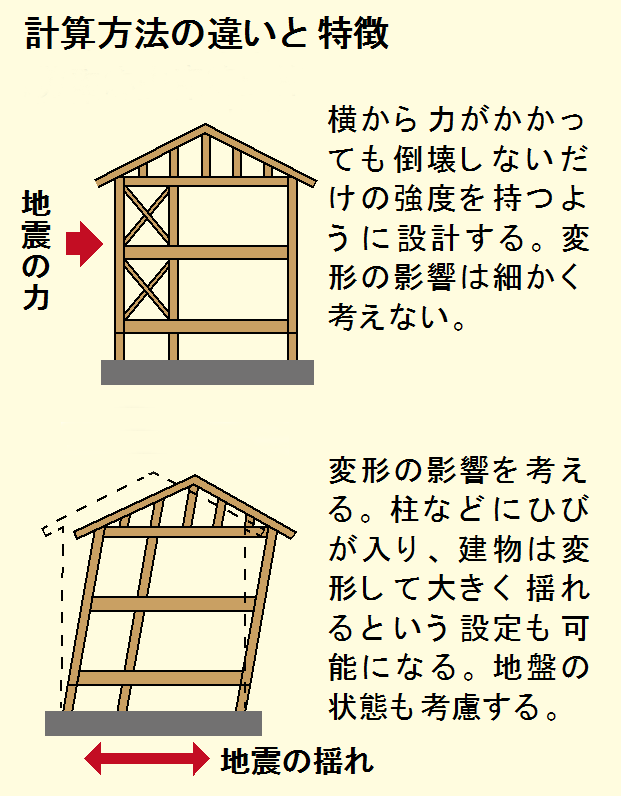 計算方法の違いと特徴
横から力がかかっ
ても倒壊しないだ
けの強度を持つよ
うに設計する。変
形の影響は細かく
考えない。
地震の力
変形の影響を考え
る。柱などにひび
が入り、建物は変
形して大きく揺れ
るという設定も可
能になる。地盤の
状態も考慮する。
地震の揺れ